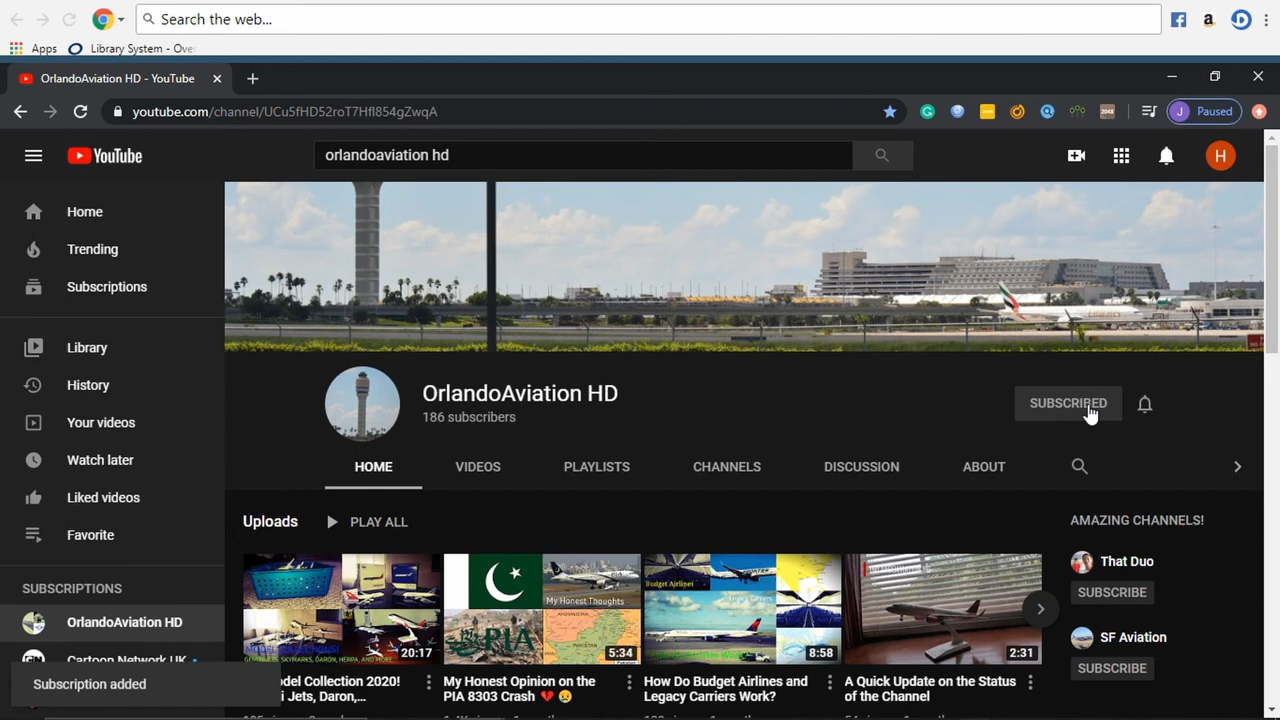 Search the web...
Apps
Library System - Over
OrlandoAviation HD - YouTube
youtube.com/channel/UCu5fHD52roT7Hfl854gZwqA
2048
J
Paused
YouTube
orlandoaviation hd
H
Home
Trending
Subscriptions
Library
History
Your videos
Watch later
Liked videos
Favorite
SUBSCRIPTIONS
OrlandoAviation HD
Cartoon Network UK
Subscription added
OrlandoAviation HD
186 subscribers
SUBSCRIBED
HOME
VIDEOS
PLAYLISTS
CHANNELS
DISCUSSION
ABOUT
Uploads
PLAY ALL
20:17
odel Collection 2020!
i Jets, Daron,...
My Honest Thoughts
PIA
5:34
My Honest Opinion on the
PIA 8303 Crash 💔 😢
Budget Airlines
8:58
How Do Budget Airlines and
Legacy Carriers Work?
2:31
A Quick Update on the Status
of the Channel
AMAZING CHANNELS!
That Duo
SUBSCRIBE
SF Aviation
SUBSCRIBE